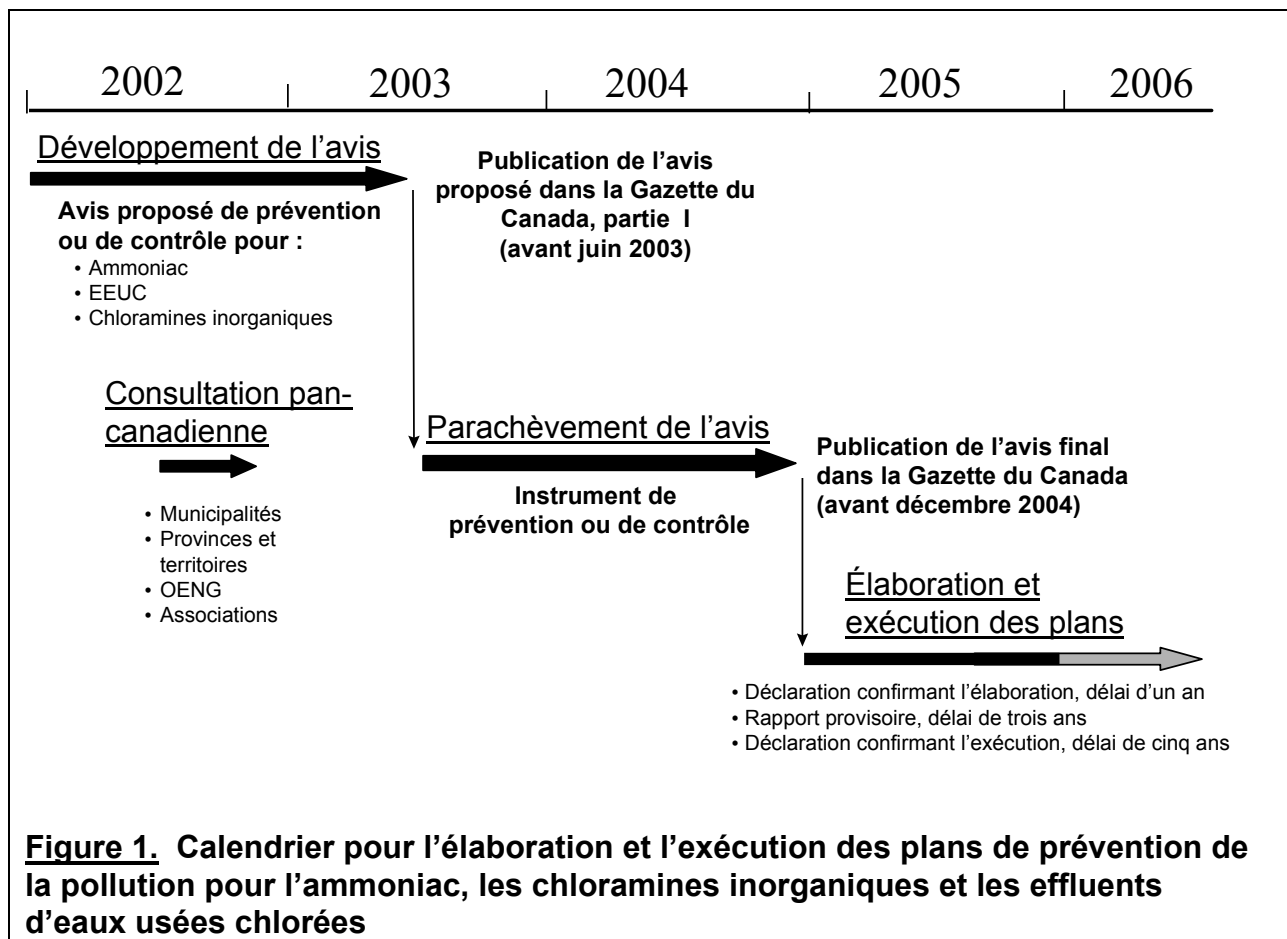 2002 2003 2004 2005 2006
Développement de l'avis
Avis proposé de prévention
ou de contrôle pour :
• Ammoniac
• EEUC
• Chloramines inorganiques
Publication de l'avis
proposé dans la Gazette du
Canada, partie I
(avant juin 2003)
Consultation pan-
canadienne
• Municipalités
• Provinces et
territoires
• OENG
• Associations
Parachèvement de l'avis
Instrument de
prévention ou de contrôle
Publication de l'avis final
dans la Gazette du Canada
(avant décembre 2004)
Élaboration et
exécution des plans
• Déclaration confirmant l'élaboration, délai d'un an
• Rapport provisoire, délai de trois ans
• Déclaration confirmant l'exécution, délai de cinq ans
Figure 1. Calendrier pour l'élaboration et l'exécution des plans de prévention de
la pollution pour l'ammoniac, les chloramines inorganiques et les effluents
d'eaux usées chlorées